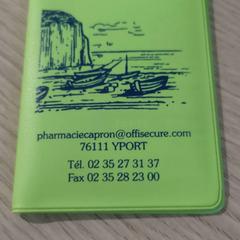 pharmaciecapron@offisecure.com
76111 YPORT
Tél. 02 35 27 31 37
Fax 02 35 28 23 00